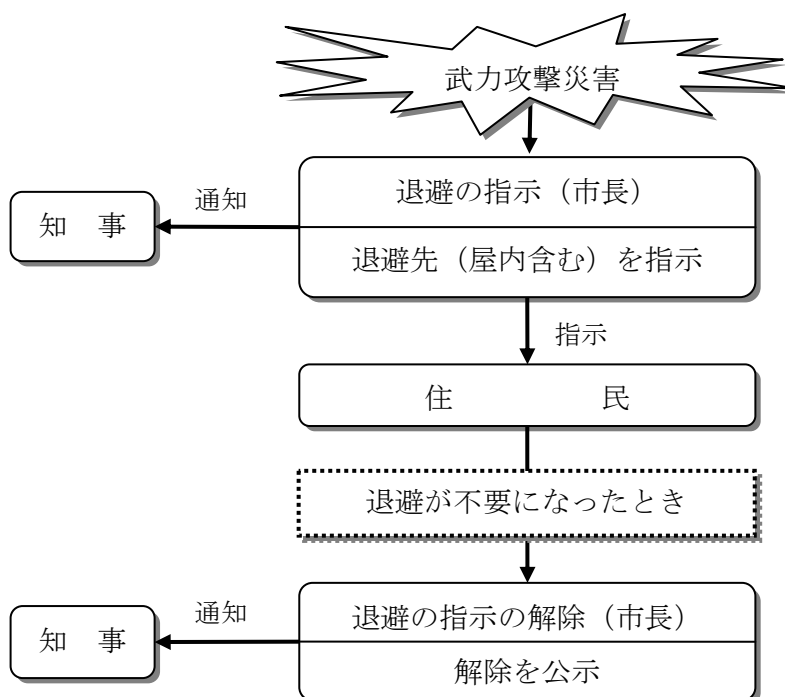 武力攻撃災害
退避の指示（市長）
通知
知　事
退避先（屋内含む）を指示
指示
住　　　　民
退避が不要になったとき
退避の指示の解除（市長）
通知
知　事
解除を公示